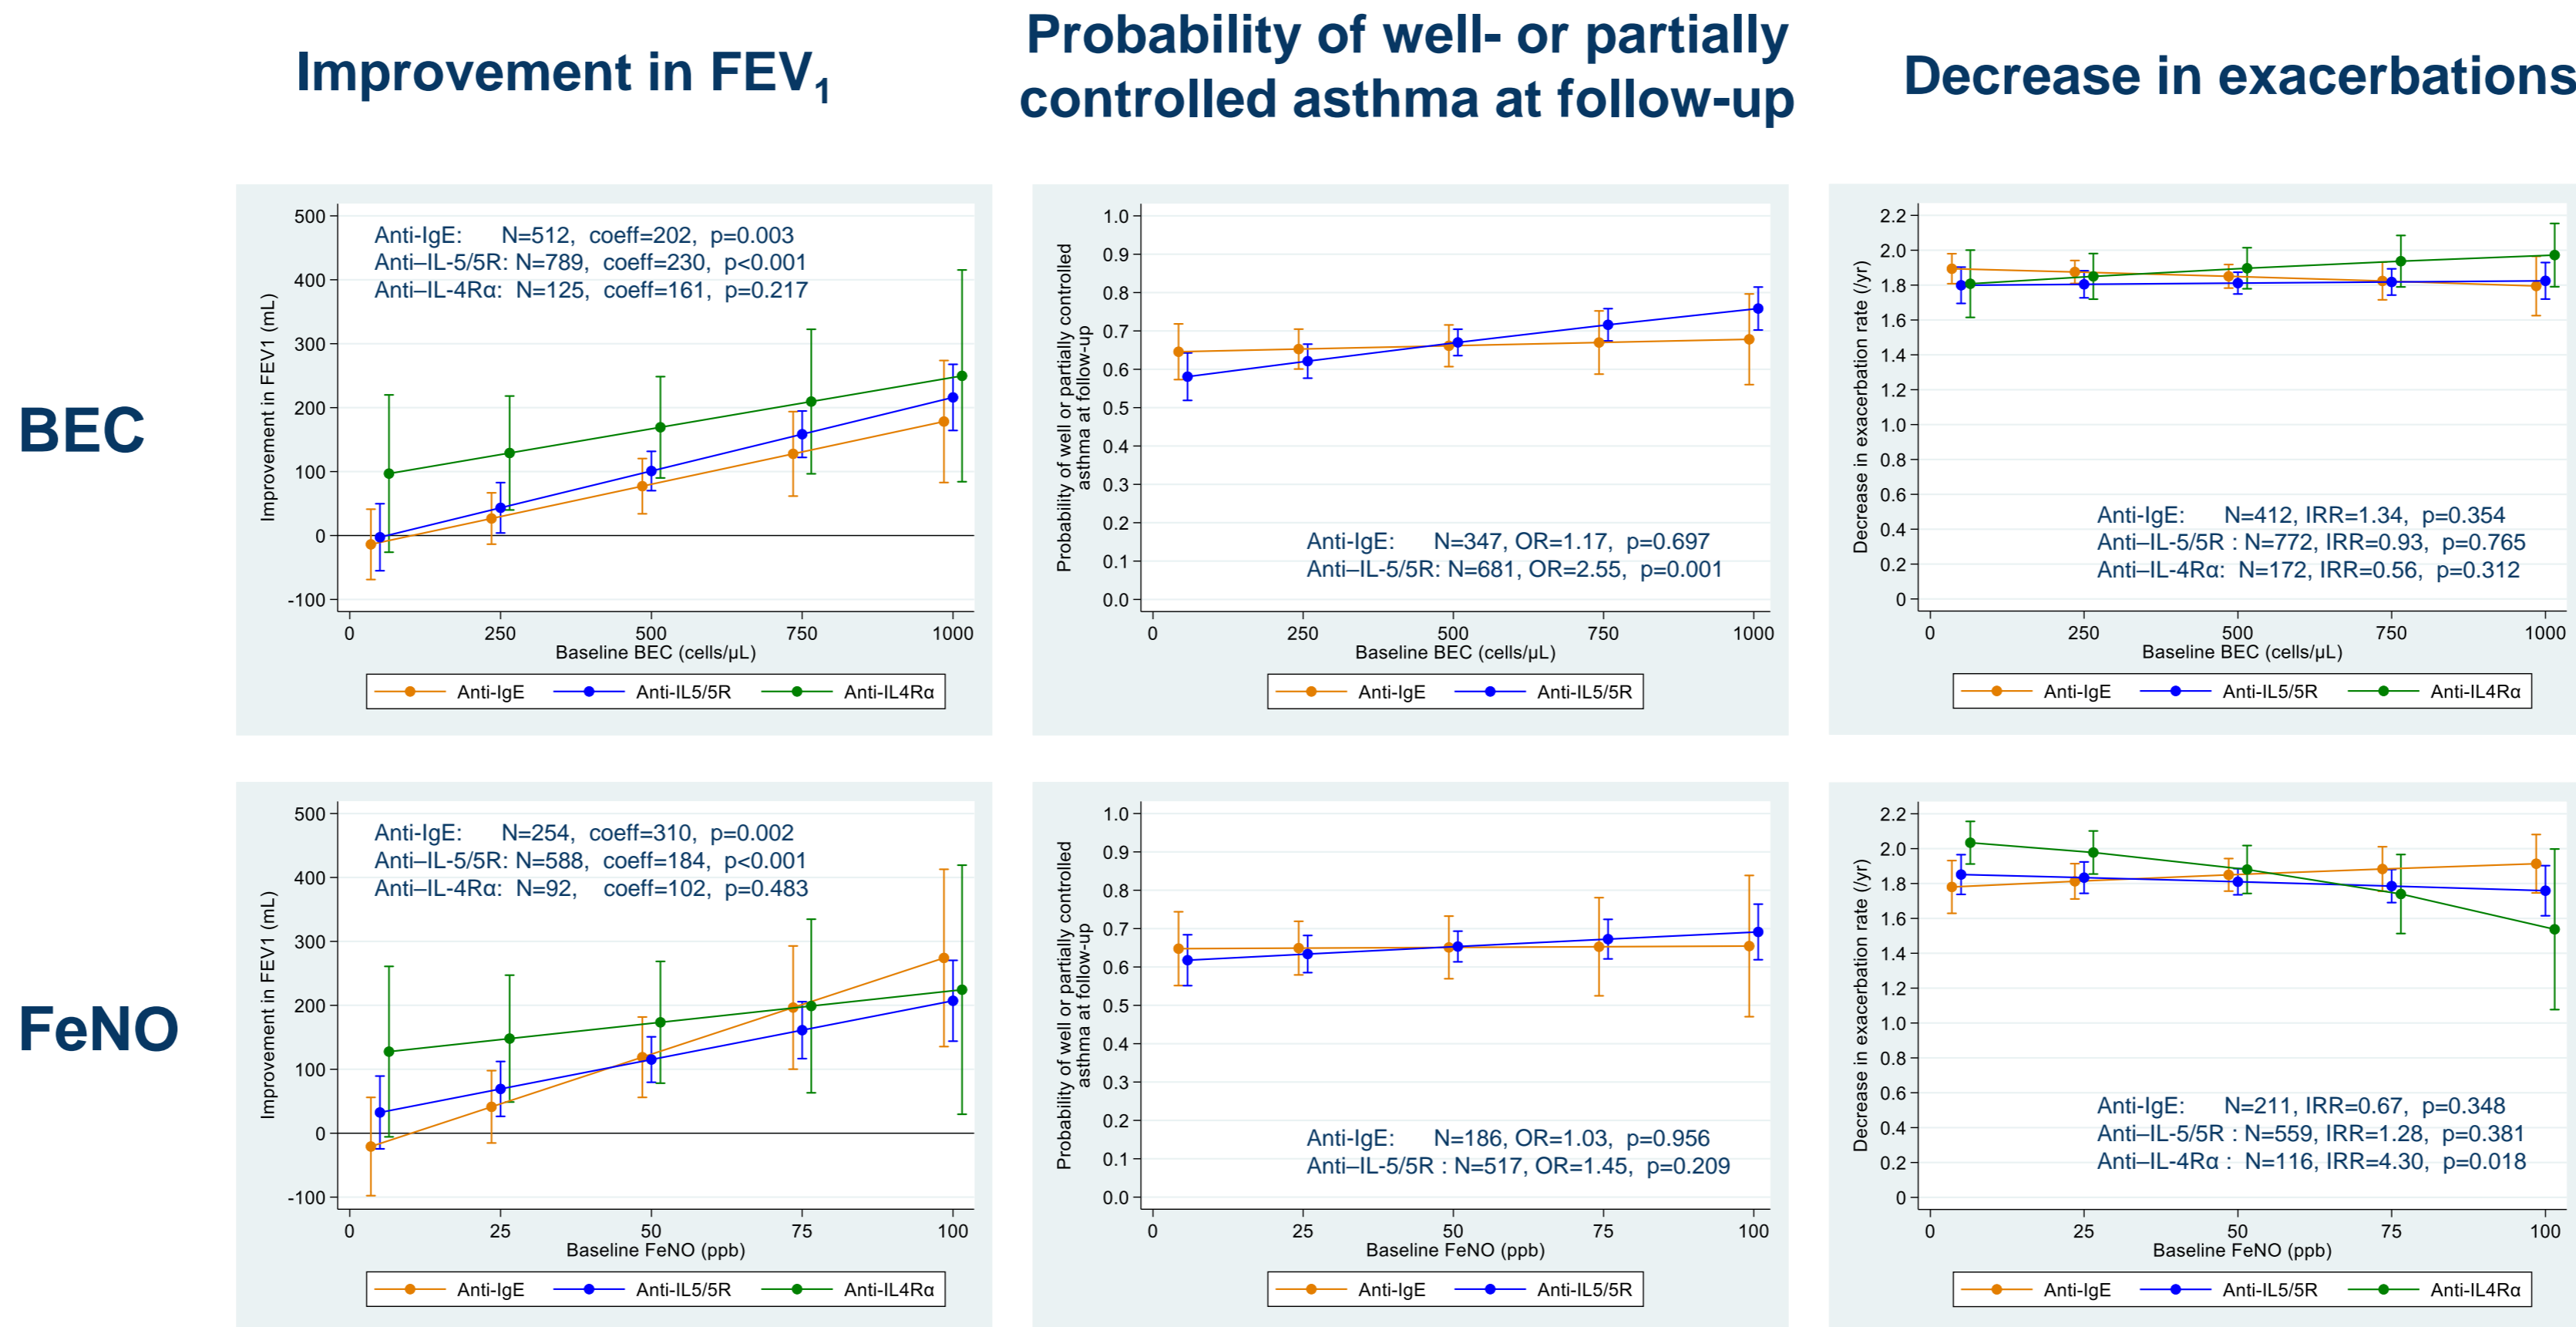 Improvement in FEV1
Probability of well- or partially
controlled asthma at follow-up
Decrease in exacerbations
BEC
Improvement in FEV1 (mL)
500
400
300
200
100
0
-100
Anti-IgE: N=512, coeff=202, p=0.003
Anti–IL-5/5R: N=789, coeff=230, p<0.001
Anti–IL-4Rα: N=125, coeff=161, p=0.217
0 250 500 750 1000
Baseline BEC (cells/µL)
Anti-IgE Anti-IL5/5R Anti-IL4Rα
Probability of well or partially controlled
asthma at follow-up
1.0
0.9
0.8
0.7
0.6
0.5
0.4
0.3
0.2
0.1
0.0
Anti-IgE: N=347, OR=1.17, p=0.697
Anti–IL-5/5R: N=681, OR=2.55, p=0.001
0 250 500 750 1000
Baseline BEC (cells/µL)
Anti-IgE Anti-IL5/5R
Decrease in exacerbation rate (/yr)
2.2
2.0
1.8
1.6
1.4
1.2
1.0
0.8
0.6
0.4
0.2
0
Anti-IgE: N=412, IRR=1.34, p=0.354
Anti–IL-5/5R : N=772, IRR=0.93, p=0.765
Anti–IL-4Rα: N=172, IRR=0.56, p=0.312
0 250 500 750 1000
Baseline BEC (cells/µL)
Anti-IgE Anti-IL5/5R Anti-IL4Rα
FeNO
Improvement in FEV1 (mL)
500
400
300
200
100
0
-100
Anti-IgE: N=254, coeff=310, p=0.002
Anti–IL-5/5R: N=588, coeff=184, p<0.001
Anti–IL-4Rα: N=92, coeff=102, p=0.483
0 25 50 75 100
Baseline FeNO (ppb)
Anti-IgE Anti-IL5/5R Anti-IL4Rα
Probability of well or partially controlled
asthma at follow-up
1.0
0.9
0.8
0.7
0.6
0.5
0.4
0.3
0.2
0.1
0.0
Anti-IgE: N=186, OR=1.03, p=0.956
Anti–IL-5/5R : N=517, OR=1.45, p=0.209
0 25 50 75 100
Baseline FeNO (ppb)
Anti-IgE Anti-IL5/5R
Decrease in exacerbation rate (/yr)
2.2
2.0
1.8
1.6
1.4
1.2
1.0
0.8
0.6
0.4
0.2
0
Anti-IgE: N=211, IRR=0.67, p=0.348
Anti–IL-5/5R : N=559, IRR=1.28, p=0.381
Anti–IL-4Rα : N=116, IRR=4.30, p=0.018
0 25 50 75 100
Baseline FeNO (ppb)
Anti-IgE Anti-IL5/5R Anti-IL4Rα